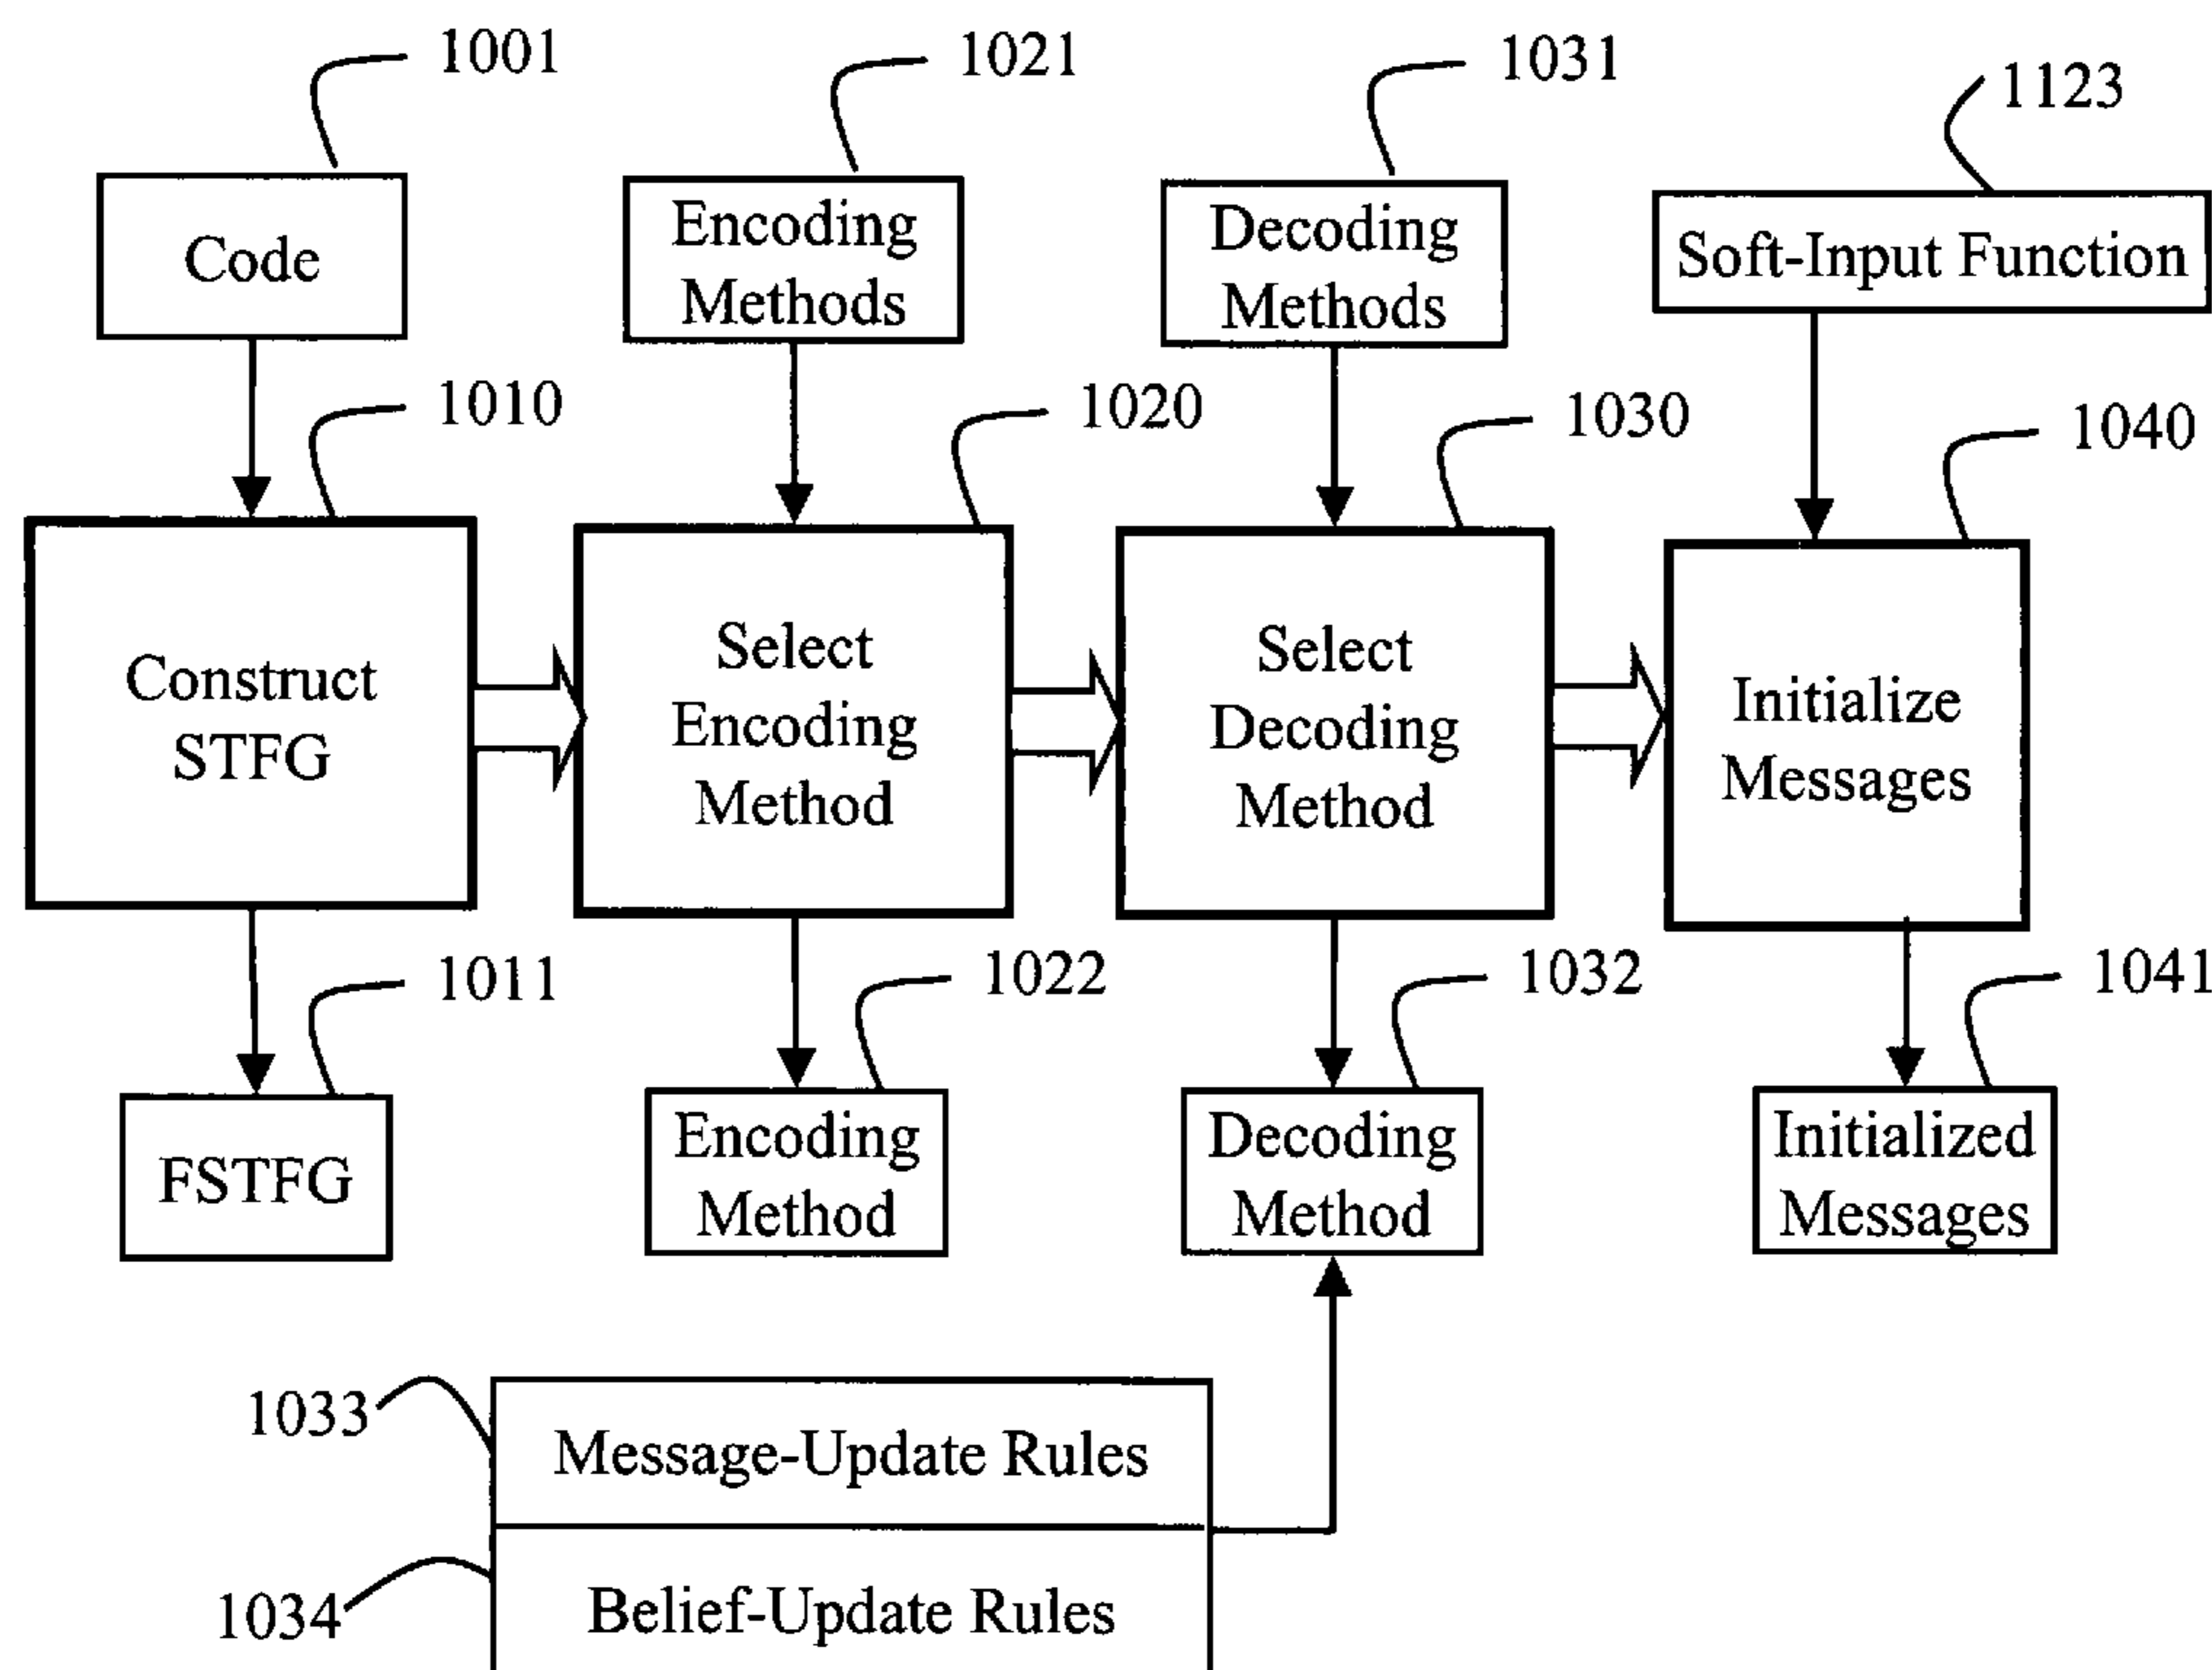 1001
1021
1031
1123
Code
Encoding
Methods
Decoding
Methods
Soft-Input Function
1010
1020
1030
1040
Construct
STFG
Select
Encoding
Method
Select
Decoding
Method
Initialize
Messages
1011
1022
1032
1041
FSTFG
Encoding
Method
Decoding
Method
Initialized
Messages
1033
Message-Update Rules
1034
Belief-Update Rules